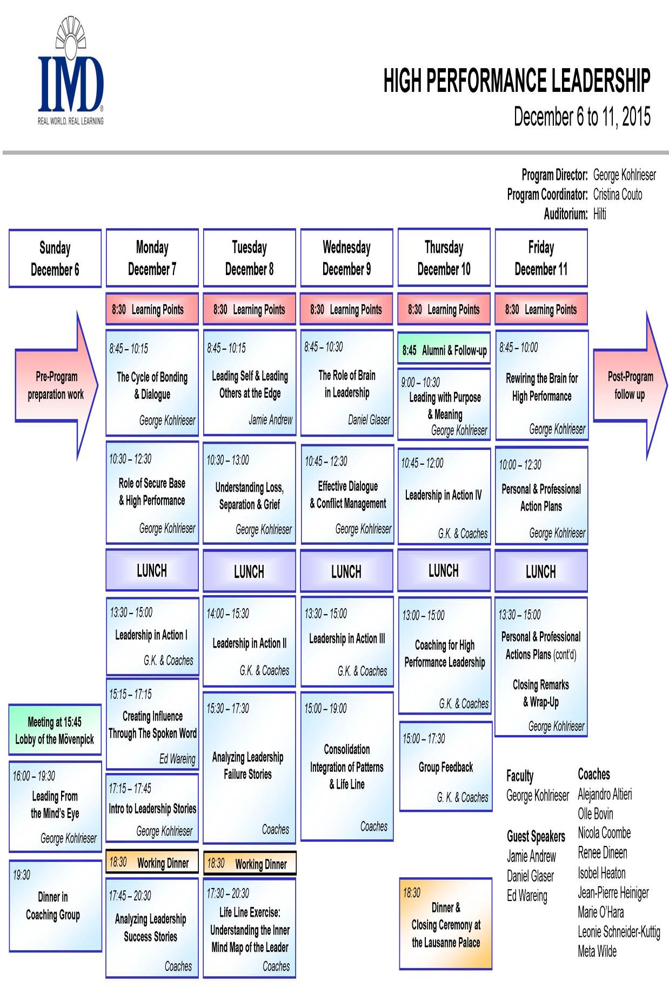 IMD®
REAL WORLD. REAL LEARNING
HIGH PERFORMANCE LEADERSHIP
December 6 to 11, 2015
Program Director: George Kohlrieser
Program Coordinator: Cristina Couto
Auditorium: Hilti
Sunday
December 6
Pre-Program
preparation work
Meeting at 15:45
Lobby of the Mövenpick
16:00 – 19:30
Leading From
the Mind's Eye
George Kohlrieser
19:30
Dinner in
Coaching Group
Monday
December 7
8:30 Learning Points
8:45 – 10:15
The Cycle of Bonding
& Dialogue
George Kohlrieser
10:30 – 12:30
Role of Secure Base
& High Performance
George Kohlrieser
LUNCH
13:30 – 15:00
Leadership in Action I
G.K. & Coaches
15:15 – 17:15
Creating Influence
Through The Spoken Word
Ed Wareing
17:15 – 17:45
Intro to Leadership Stories
George Kohlrieser
18:30 Working Dinner
17:45 – 20:30
Analyzing Leadership
Success Stories
Coaches
Tuesday
December 8
8:30 Learning Points
8:45 – 10:15
Leading Self & Leading
Others at the Edge
Jamie Andrew
10:30 – 13:00
Understanding Loss,
Separation & Grief
George Kohlrieser
LUNCH
14:00 – 15:30
Leadership in Action II
G.K. & Coaches
15:30 – 17:30
Analyzing Leadership
Failure Stories
Coaches
18:30 Working Dinner
17:30 – 20:30
Life Line Exercise:
Understanding the Inner
Mind Map of the Leader
Coaches
Wednesday
December 9
8:30 Learning Points
8:45 – 10:30
The Role of Brain
in Leadership
Daniel Glaser
10:45 – 12:30
Effective Dialogue
& Conflict Management
George Kohlrieser
LUNCH
13:30 – 15:00
Leadership in Action III
G.K. & Coaches
15:00 – 19:00
Consolidation
Integration of Patterns
& Life Line
Coaches
Thursday
December 10
8:30 Learning Points
8:45 Alumni & Follow-up
9:00 – 10:30
Leading with Purpose
& Meaning
George Kohlrieser
10:45 – 12:00
Leadership in Action IV
G.K. & Coaches
LUNCH
13:00 – 15:00
Coaching for High
Performance Leadership
G.K. & Coaches
15:00 – 17:30
Group Feedback
G. K. & Coaches
18:30
Dinner &
Closing Ceremony at
the Lausanne Palace
Friday
December 11
8:30 Learning Points
8:45 – 10:00
Rewiring the Brain for
High Performance
George Kohlrieser
10:00 – 12:30
Personal & Professional
Action Plans
George Kohlrieser
LUNCH
13:30 – 15:00
Personal & Professional
Actions Plans (cont'd)
Closing Remarks
& Wrap-Up
George Kohlrieser
Post-Program
follow up
Faculty
George Kohlrieser
Guest Speakers
Jamie Andrew
Daniel Glaser
Ed Wareing
Coaches
Alejandro Altieri
Olle Bovin
Nicola Coombe
Renee Dineen
Isobel Heaton
Jean-Pierre Heiniger
Marie O'Hara
Leonie Schneider-Kuttig
Meta Wilde